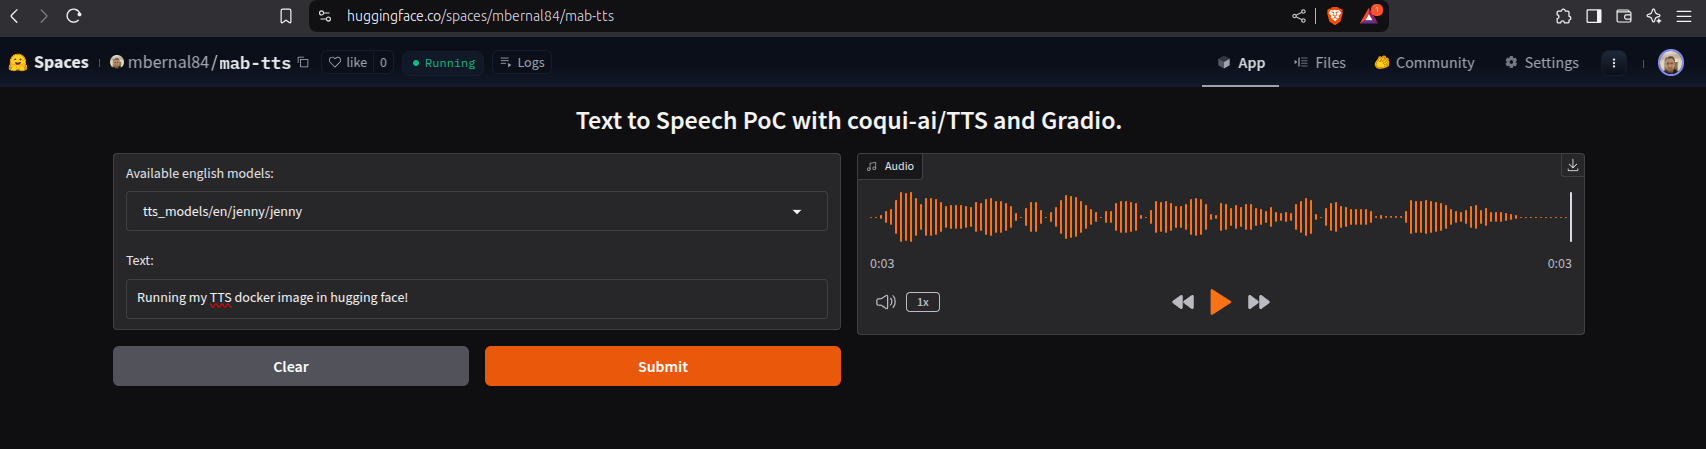 huggingface.co/spaces/mbernal84/mab-tts
1
Spaces mbernal84/mab-tts like 0 Running Logs App Files Community Settings
Text to Speech PoC with coqui-ai/TTS and Gradio.
Available english models:
tts_models/en/jenny/jenny
Text:
Running my TTS docker image in hugging face!
Clear Submit
Audio
0:03 0:03
1x